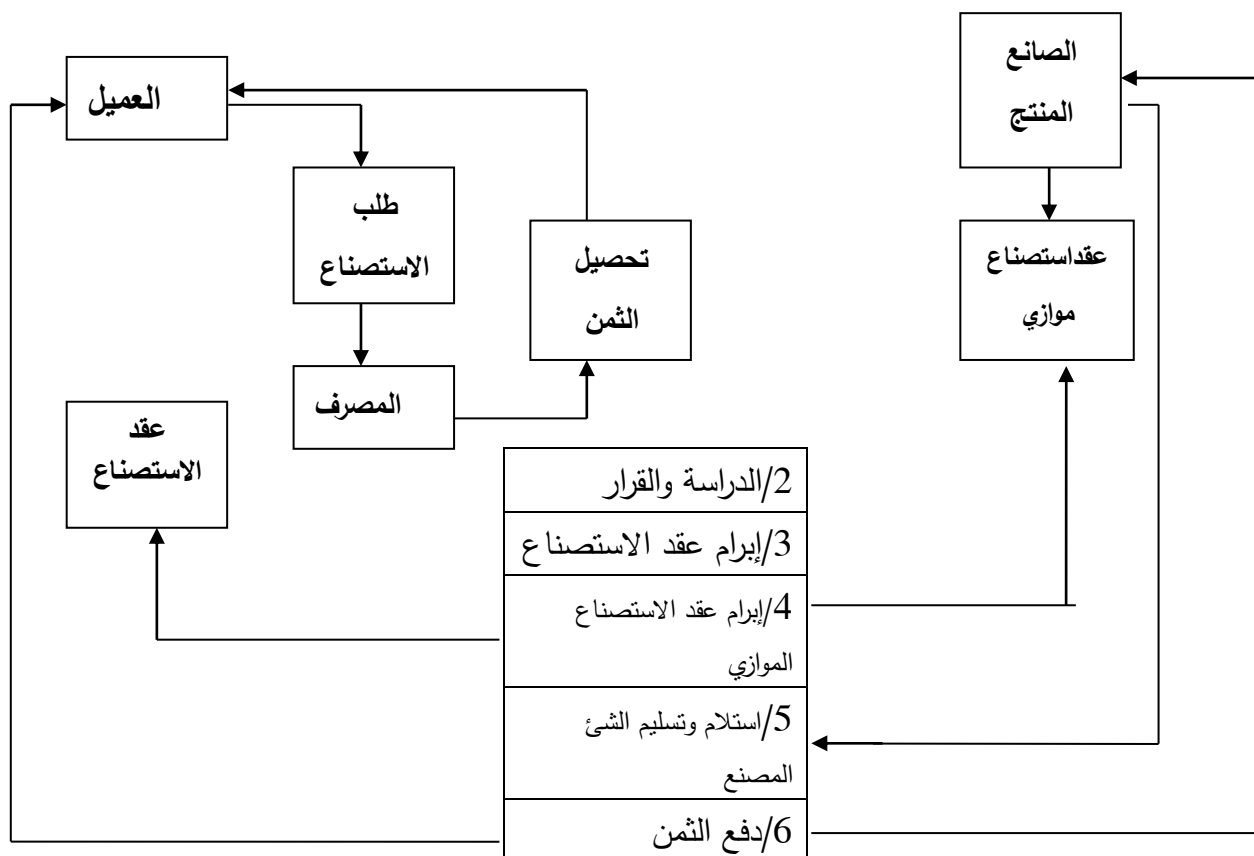 الصانع
المنتج
العميل
طلب
الاستصناع
تحصيل
الثمن
عقداستصناع
موازي
المصرف
عقد
الاستصناع
2/الدراسة والقرار
3/إبرام عقد الاستصناع
4/إبرام عقد الاستصناع
الموازي
5/استلام وتسليم الشئ
المصنع
6/دفع الثمن